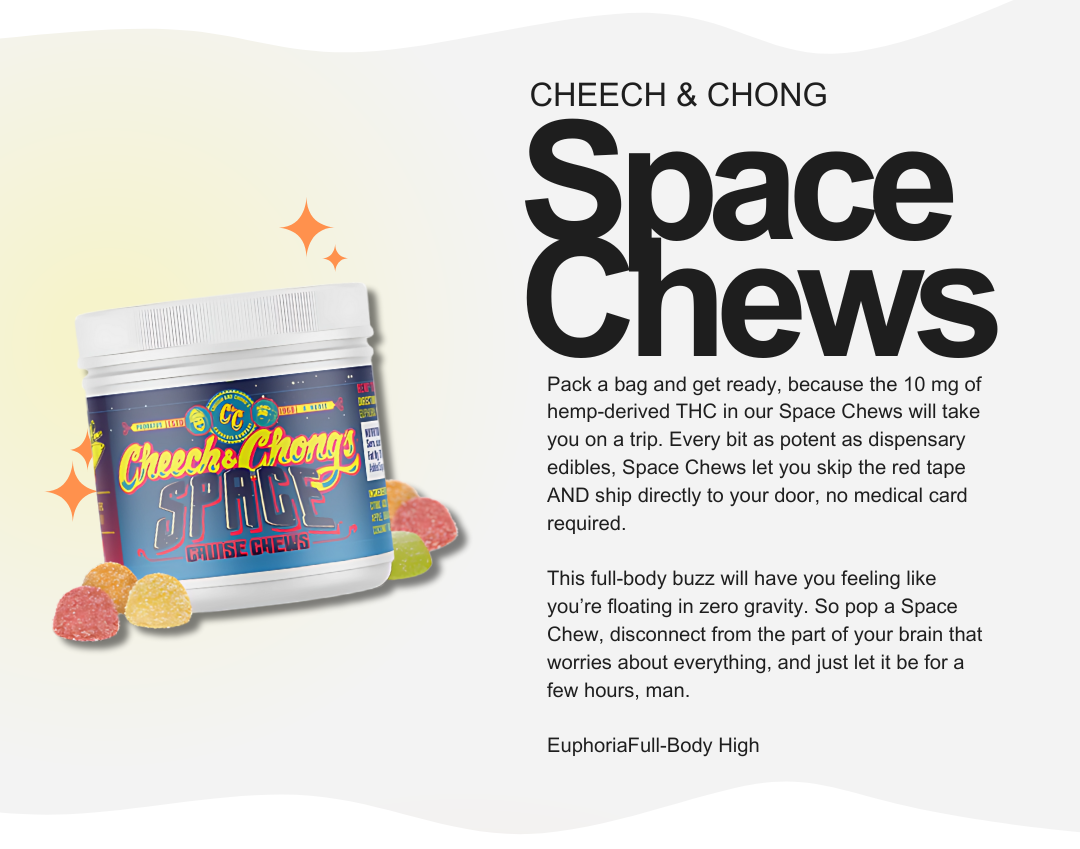 CHEECH & CHONG
Space
Chews
Pack a bag and get ready, because the 10 mg of
hemp-derived THC in our Space Chews will take
you on a trip. Every bit as potent as dispensary
edibles, Space Chews let you skip the red tape
AND ship directly to your door, no medical card
required.
This full-body buzz will have you feeling like
you’re floating in zero gravity. So pop a Space
Chew, disconnect from the part of your brain that
worries about everything, and just let it be for a
few hours, man.
EuphoriaFull-Body High
C&C
Cheech & Chong's
SPACE
CRUISE CHEWS